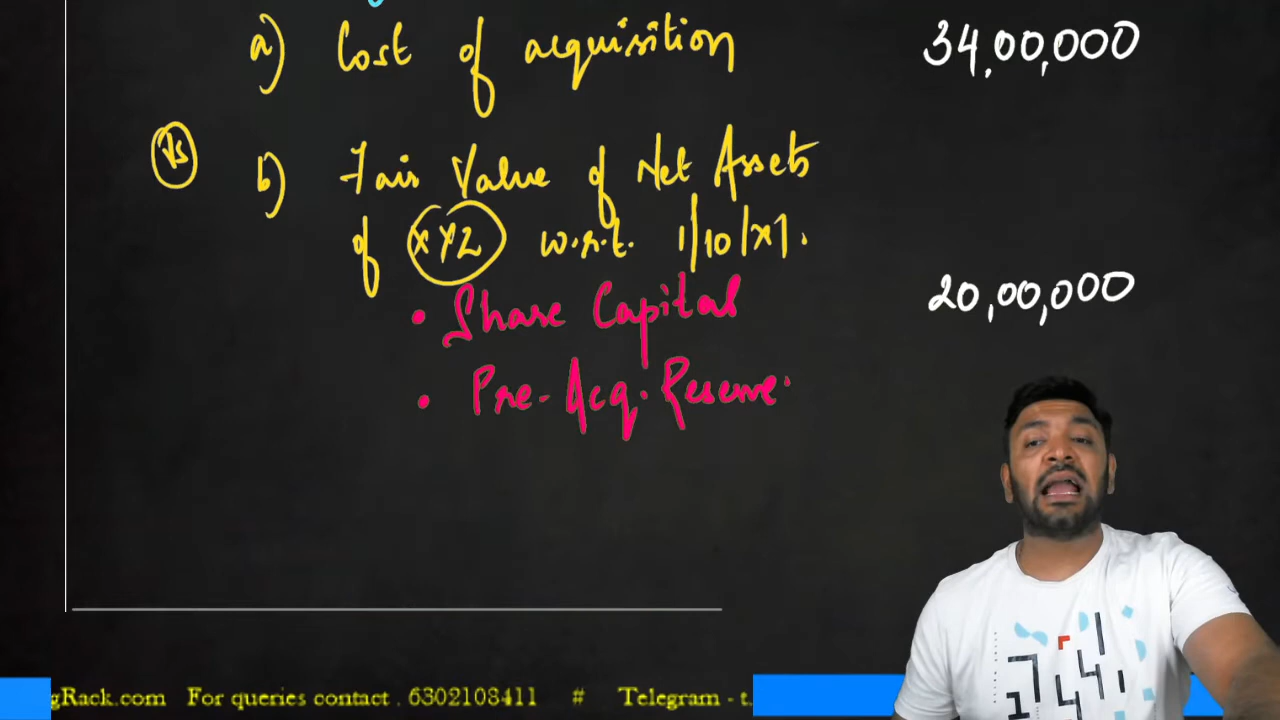 a) Cost of acquisition 34,00,000
Vs
b) Fair Value of Net Assets
of XYZ w.r.t. 1/10/X1.
• Share Capital 20,00,000
• Pre-Acq. Reserve.
gRack.com For queries contact . 6302108411 # Telegram - t.